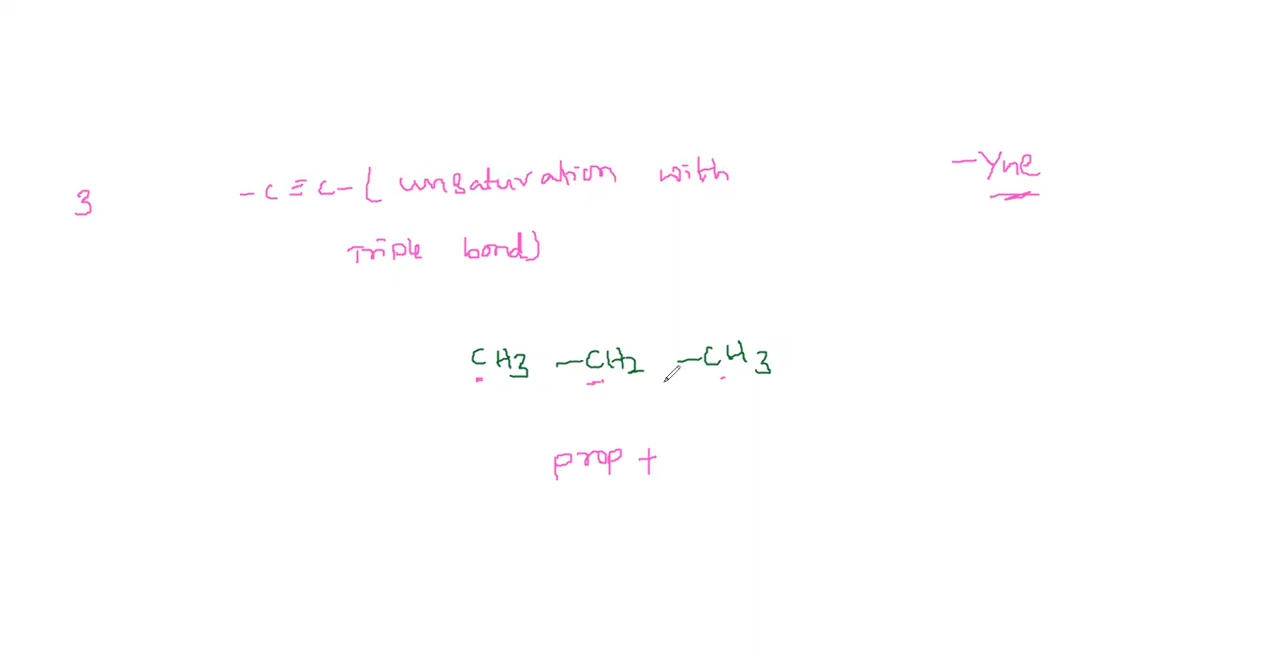 3 -C≡C- ( unsaturation with -Yne
Triple bond)
CH3 -CH2 -CH3
prop +